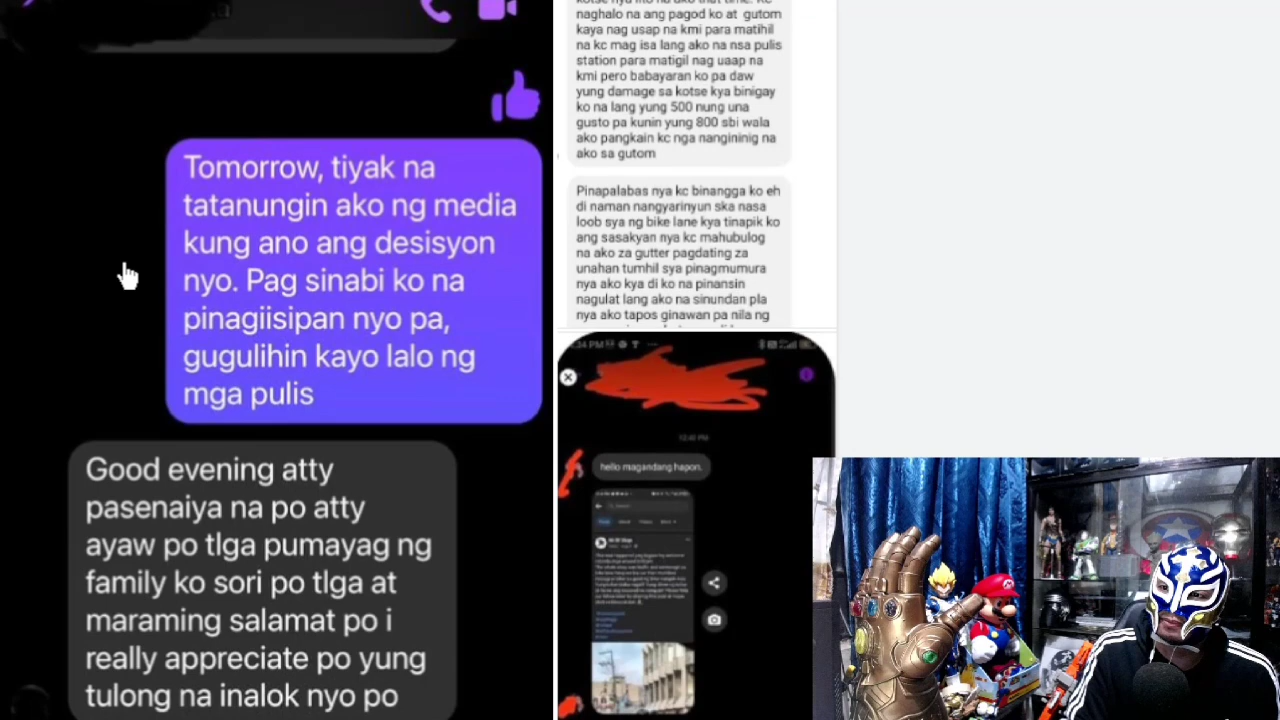 Tomorrow, tiyak na
tatanungin ako ng media
kung ano ang desisyon
nyo. Pag sinabi ko na
pinagiisipan nyo pa,
gugulihin kayo lalo ng
mga pulis
Good evening atty
pasenaiya na po atty
ayaw po tlga pumayag ng
family ko sori po tlga at
maraming salamat po i
really appreciate po yung
tulong na inalok nyo po
naghalo na ang pagod ko at gutom
kaya nag usap na kmi para matihil
na kc mag isa lang ako na nsa pulis
station para matigil nag uaap na
kmi pero babayaran ko pa daw
yung damage sa kotse kya binigay
ko na lang yung 500 nung una
gusto pa kunin yung 800 sbi wala
ako pangkain kc nga nangininig na
ako sa gutom
Pinapalabas nya kc binangga ko eh
di naman nangyarinyun ska nasa
loob sya ng bike lane kya tinapik ko
ang sasakyan nya kc mahubulog
na ako za gutter pagdating za
unahan tumhil sya pinagmumura
nya ako kya di ko na pinansin
nagulat lang ako na sinundan pla
nya ako tapos ginawan pa nila ng
:34 PM
12:40 PM
hello magandang hapon.